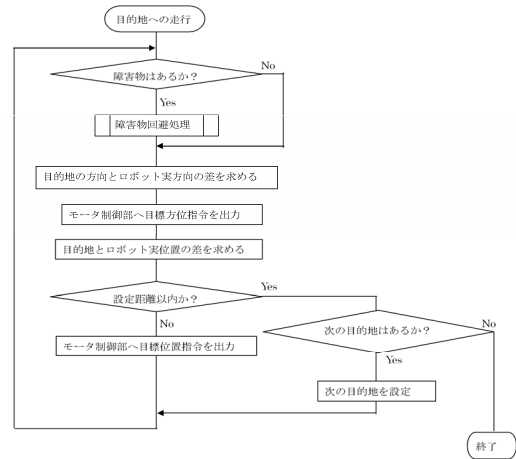 目的地への走行
障害物はあるか？
No
Yes
障害物回避処理
目的地の方向とロボット実方向の差を求める
モータ制御部へ目標方位指令を出力
目的地とロボット実位置の差を求める
設定距離以内か？
Yes
No
次の目的地はあるか？
No
モータ制御部へ目標位置指令を出力
Yes
次の目的地を設定
終了